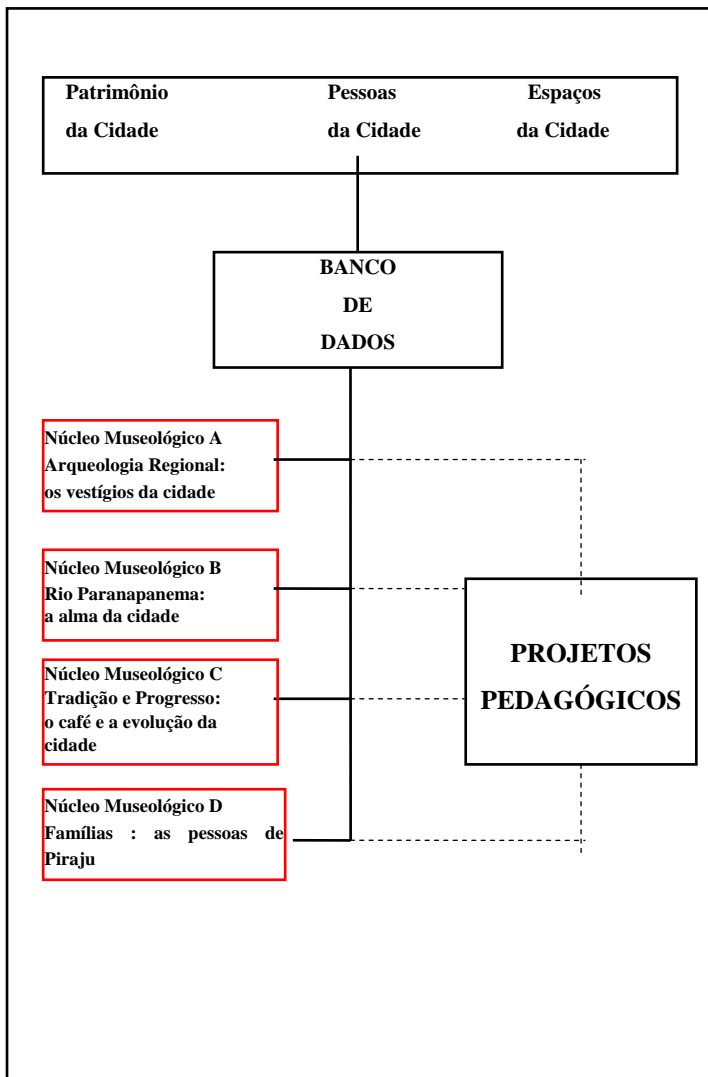 Patrimônio Pessoas Espaços
da Cidade da Cidade da Cidade
BANCO
DE
DADOS
Núcleo Museológico A
Arqueologia Regional:
os vestígios da cidade
Núcleo Museológico B
Rio Paranapanema:
a alma da cidade
PROJETOS
PEDAGÓGICOS
Núcleo Museológico C
Tradição e Progresso:
o café e a evolução da
cidade
Núcleo Museológico D
Famílias : as pessoas de
Piraju